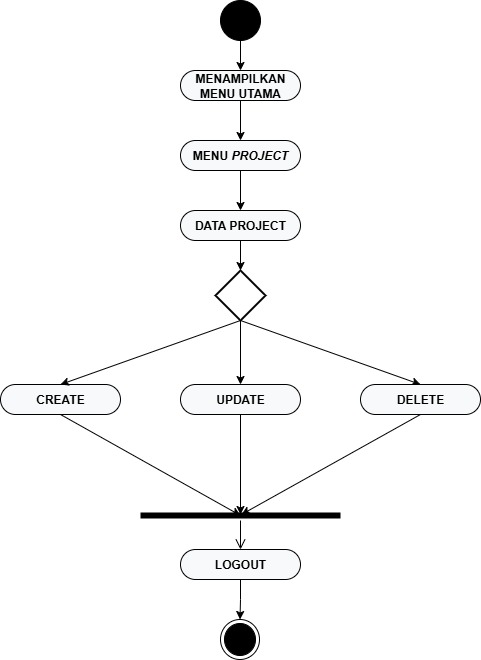 MENAMPILKAN
MENU UTAMA
MENU PROJECT
DATA PROJECT
CREATE
UPDATE
DELETE
LOGOUT